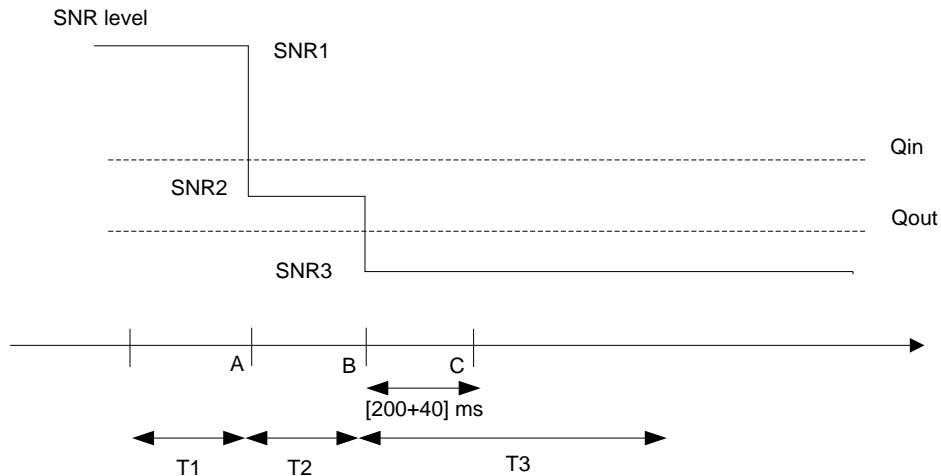 SNR level
SNR1
Qin
SNR2
Qout
SNR3
A
B
C
[200+40] ms
T1
T2
T3